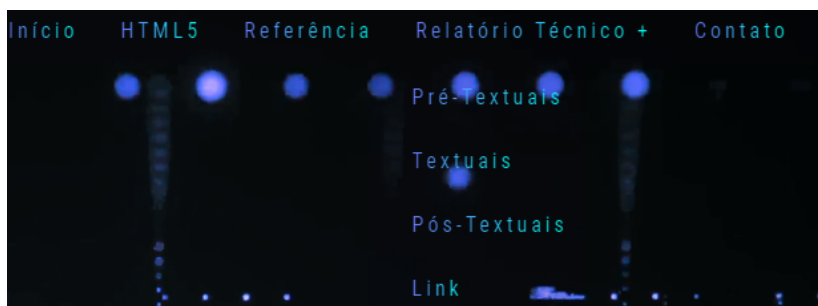 Início HTML5 Referência Relatório Técnico + Contato
Pré-Textuais
Textuais
Pós-Textuais
Link